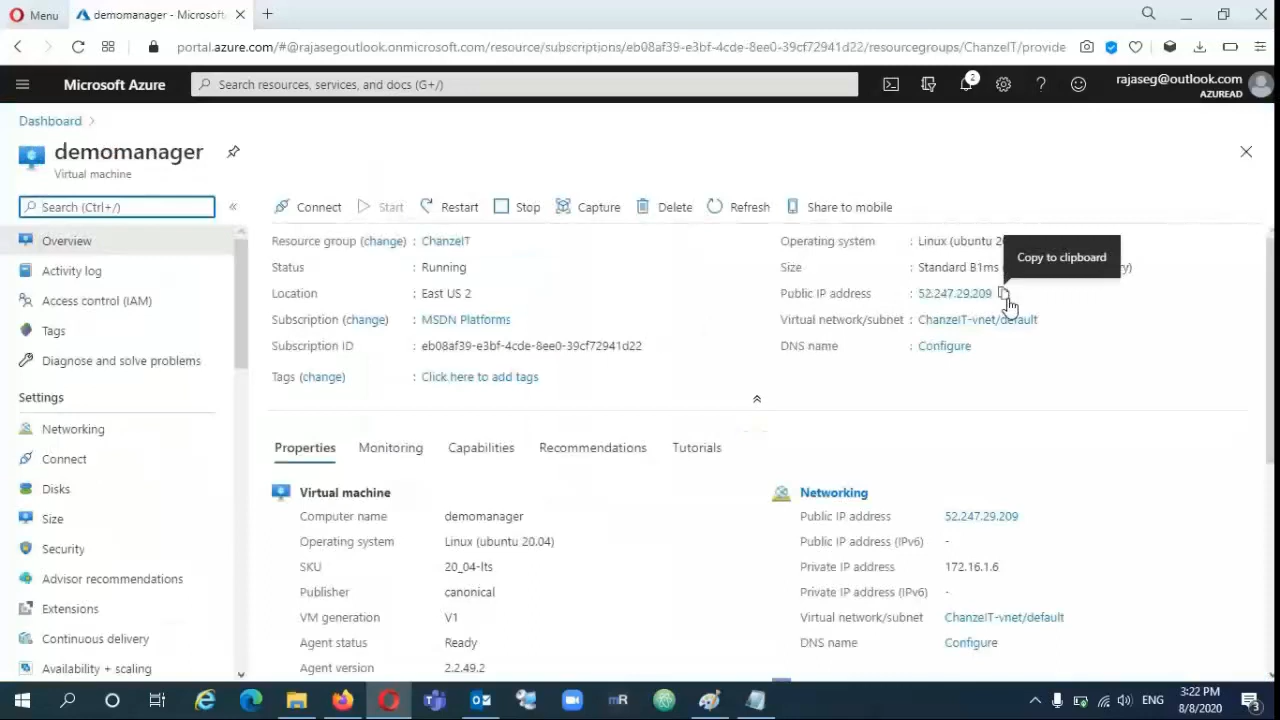 Menu
demomanager - Microsoft
portal.azure.com/#@rajasegoutlook.onmicrosoft.com/resource/subscriptions/eb08af39-e3bf-4cde-8ee0-39cf72941d22/resourcegroups/ChanzeIT/provide
Microsoft Azure
Search resources, services, and docs (G+/)
2
rajaseg@outlook.com
AZUREAD
Dashboard >
demomanager
Virtual machine
Search (Ctrl+/)
«
Connect
Start
Restart
Stop
Capture
Delete
Refresh
Share to mobile
Overview
Activity log
Access control (IAM)
Tags
Diagnose and solve problems
Settings
Networking
Connect
Disks
Size
Security
Advisor recommendations
Extensions
Continuous delivery
Availability + scaling
Resource group (change) : ChanzeIT
Status : Running
Location : East US 2
Subscription (change) : MSDN Platforms
Subscription ID : eb08af39-e3bf-4cde-8ee0-39cf72941d22
Tags (change) : Click here to add tags
Operating system : Linux (ubuntu
Size : Standard B1ms
Copy to clipboard
Public IP address : 52.247.29.209
Virtual network/subnet : ChanzeIT-vnet/default
DNS name : Configure
Properties
Monitoring
Capabilities
Recommendations
Tutorials
Virtual machine
Computer name demomanager
Operating system Linux (ubuntu 20.04)
SKU 20_04-lts
Publisher canonical
VM generation V1
Agent status Ready
Agent version 2.2.49.2
Networking
Public IP address 52.247.29.209
Public IP address (IPv6) -
Private IP address 172.16.1.6
Private IP address (IPv6) -
Virtual network/subnet ChanzeIT-vnet/default
DNS name Configure
mR
ENG
3:22 PM
8/8/2020
3